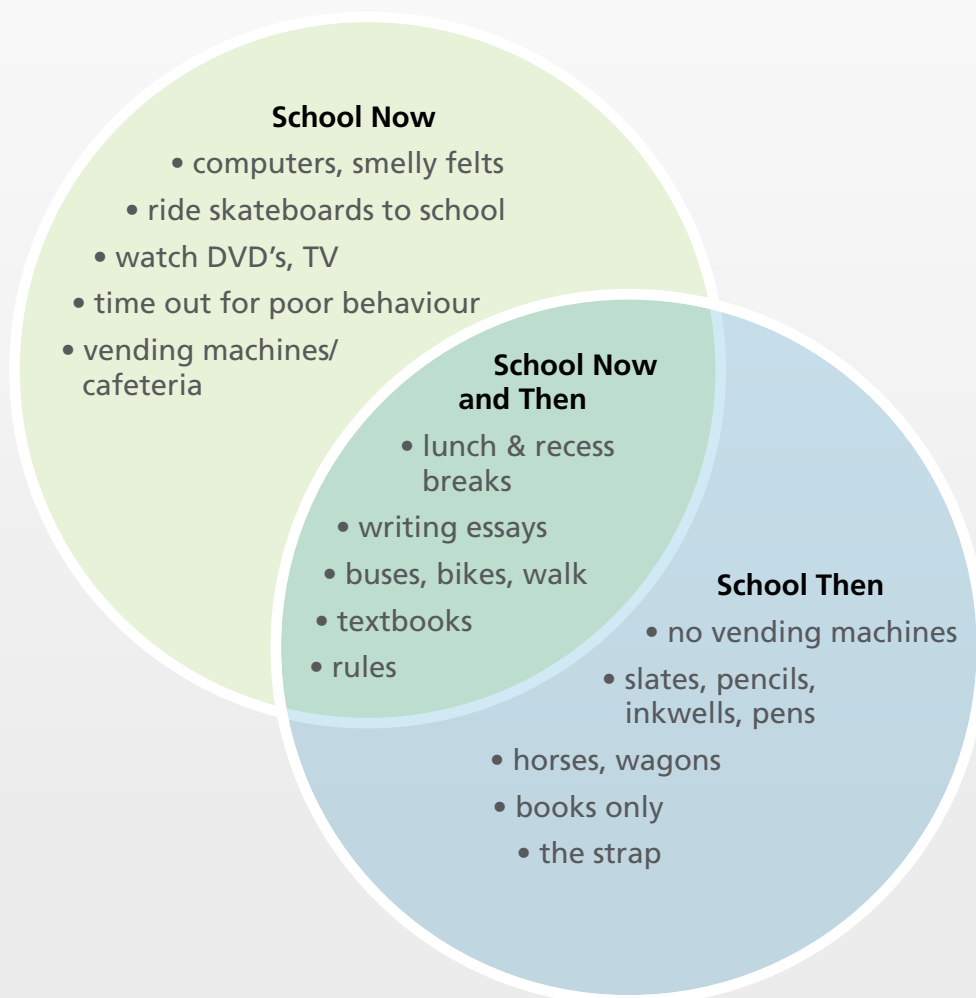 School Now
• computers, smelly felts
• ride skateboards to school
• watch DVD's, TV
• time out for poor behaviour
• vending machines/
cafeteria
School Now
and Then
• lunch & recess
breaks
• writing essays
• buses, bikes, walk
• textbooks
• rules
School Then
• no vending machines
• slates, pencils,
inkwells, pens
• horses, wagons
• books only
• the strap